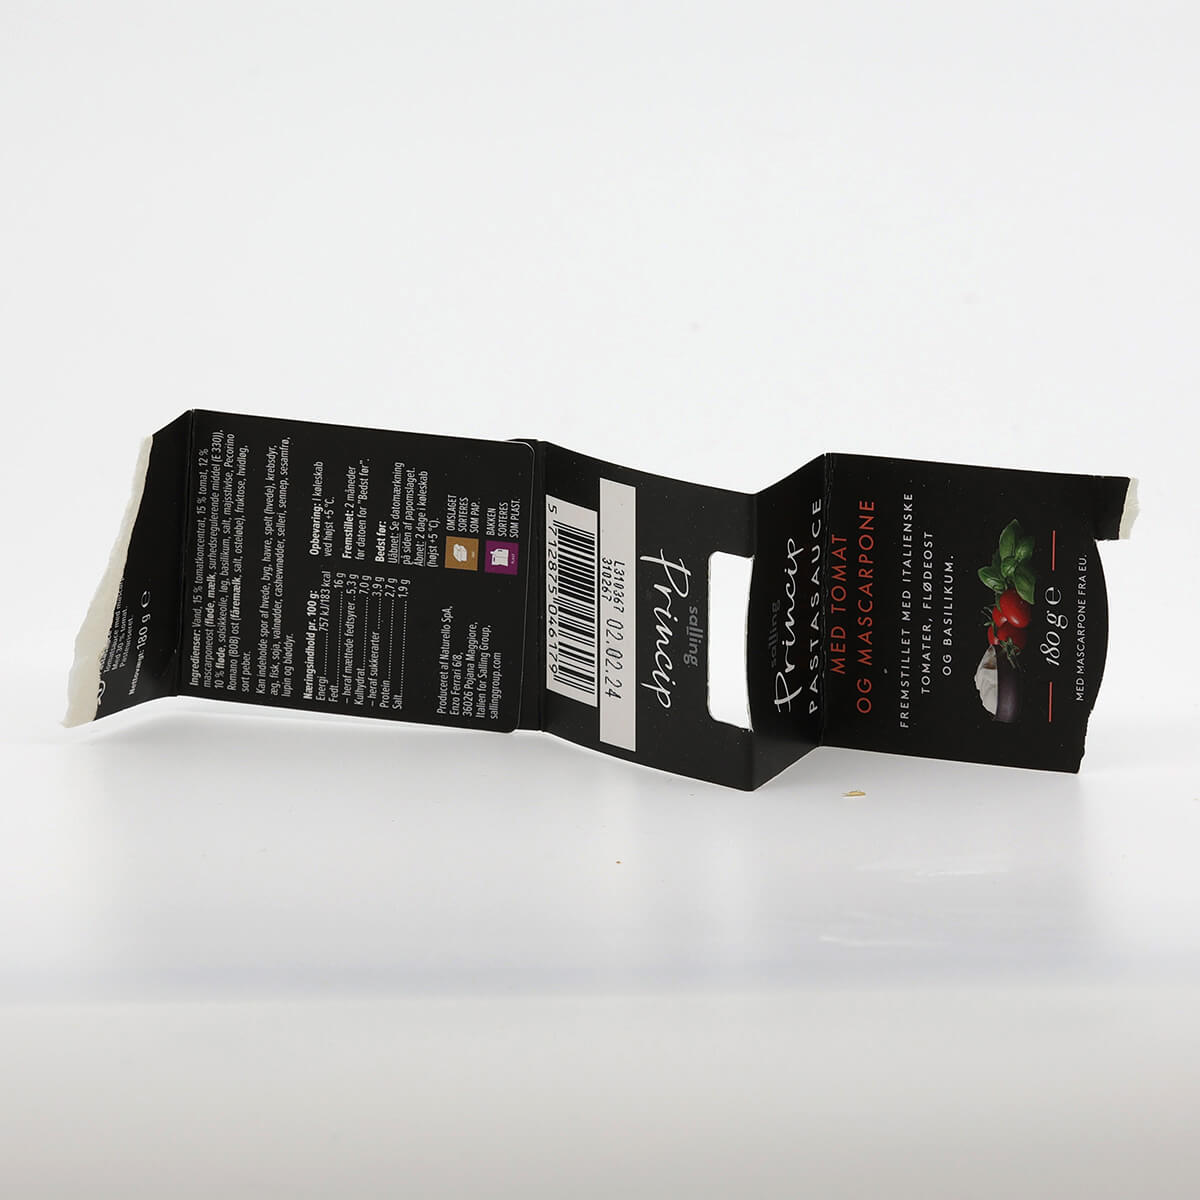 Med 30 % tomat.
Pasteuriseret.
Nettovægt: 180 g e
Ingredienser: Vand, 15 % tomatkoncentrat, 15 % tomat, 12 %
mascarponeost (fløde, mælk, surhedsregulerende middel (E 330)),
10 % fløde, solsikkeolie, løg, basilikum, salt, majsstivelse, Pecorino
Romano (BOB) ost (fåremælk, salt, osteløbe), fruktose, hvidløg,
sort peber.
Kan indeholde spor af hvede, byg, havre, spelt (hvede), krebsdyr,
æg, fisk, soja, valnødder, cashewnødder, selleri, sennep, sesamfrø,
lupin og bløddyr.
Næringsindhold pr. 100 g:
Energi 757 kJ/183 kcal
Fedt 16 g
– heraf mættede fedtsyrer 5,3 g
Kulhydrat 7,0 g
– heraf sukkerarter 3,9 g
Protein 2,7 g
Salt 1,9 g
Opbevaring: I køleskab
ved højst +5 °C.
Fremstillet: 2 måneder
før datoen for "Bedst før".
Bedst før:
Uåbnet: Se datomærkning
på siden af papomslaget.
Åbnet: 2 dage i køleskab
(højst +5 °C).
Produceret af Naturello SpA,
Enzo Ferrari 6/8,
36026 Pojana Maggiore,
Italien for Salling Group,
sallinggroup.com
OMSLAGET
SORTERES
SOM PAP.
BAKKEN
SORTERES
SOM PLAST.
5 712875 046119
L310367 02.02.24
310267
salling
Princip
salling
Princip
PASTASAUCE
MED TOMAT
OG MASCARPONE
FREMSTILLET MED ITALIENSKE
TOMATER, FLØDEOST
OG BASILIKUM.
180 g e
MED MASCARPONE FRA EU.